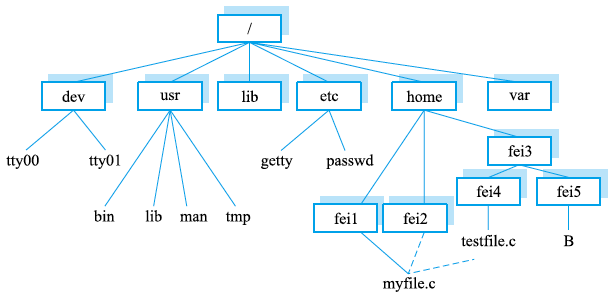 /
dev usr lib etc home var
tty00 tty01 getty passwd fei3
fei4 fei5
bin lib man tmp fei1 fei2
testfile.c B
myfile.c